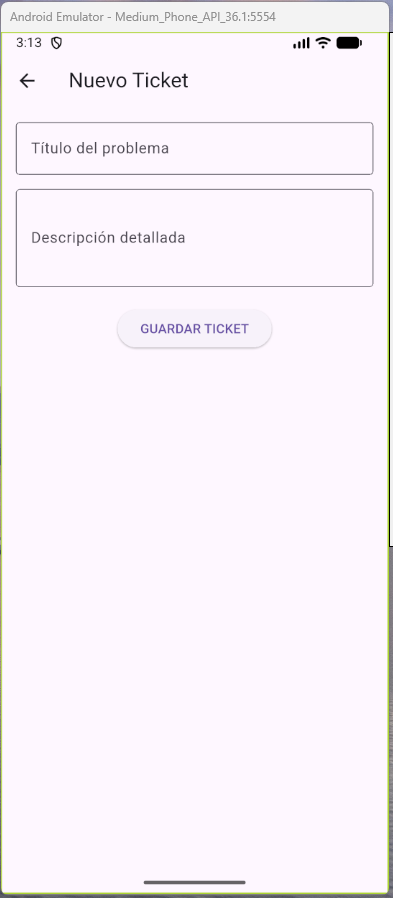 Android Emulator - Medium_Phone_API_36.1:5554
3:13
Nuevo Ticket
Título del problema
Descripción detallada
GUARDAR TICKET